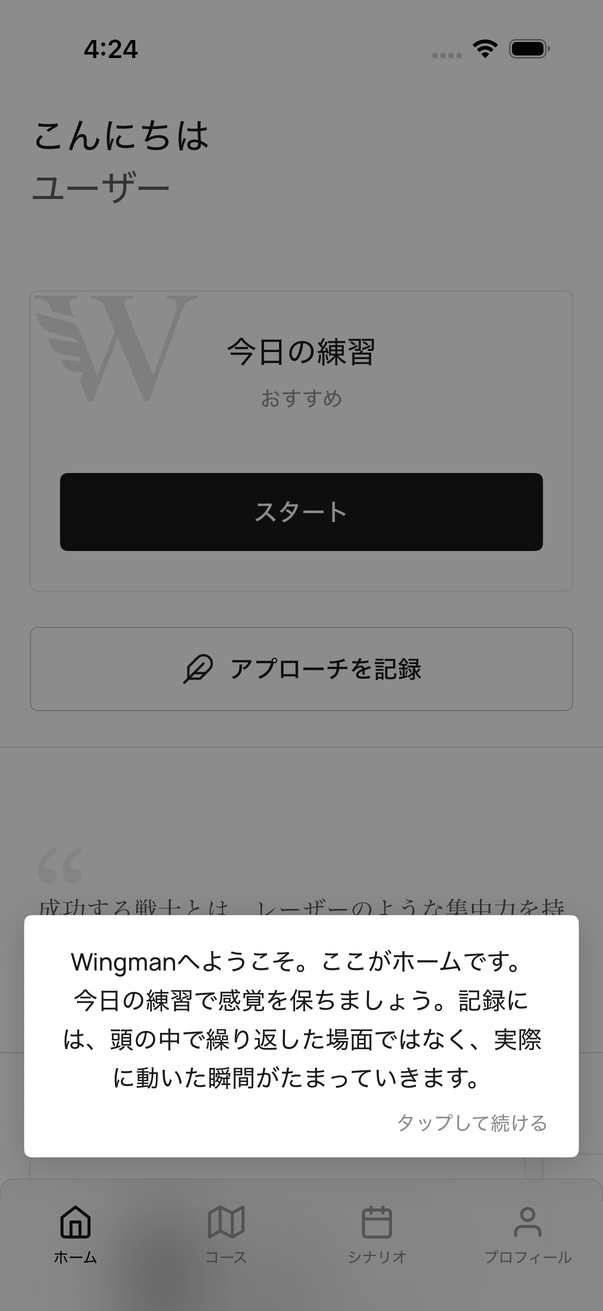 4:24
こんにちは
ユーザー
W
今日の練習
おすすめ
スタート
アプローチを記録
“
成功する戦士とは、レーザーのような集中力を持
Wingmanへようこそ。ここがホームです。
今日の練習で感覚を保ちましょう。記録に
は、頭の中で繰り返した場面ではなく、実際
に動いた瞬間がたまっていきます。
タップして続ける
ホーム
コース
シナリオ
プロフィール